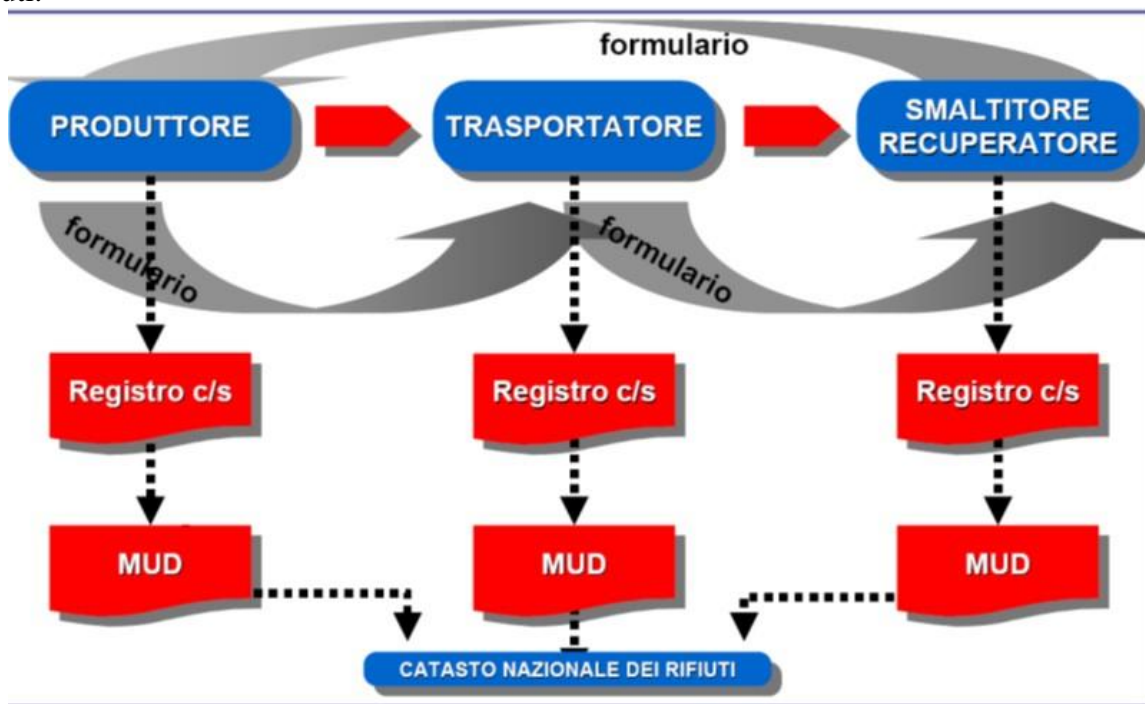 formulario
PRODUTTORE
TRASPORTATORE
SMALTITORE
RECUPERATORE
formulario
formulario
Registro c/s
Registro c/s
Registro c/s
MUD
MUD
MUD
CATASTO NAZIONALE DEI RIFIUTI